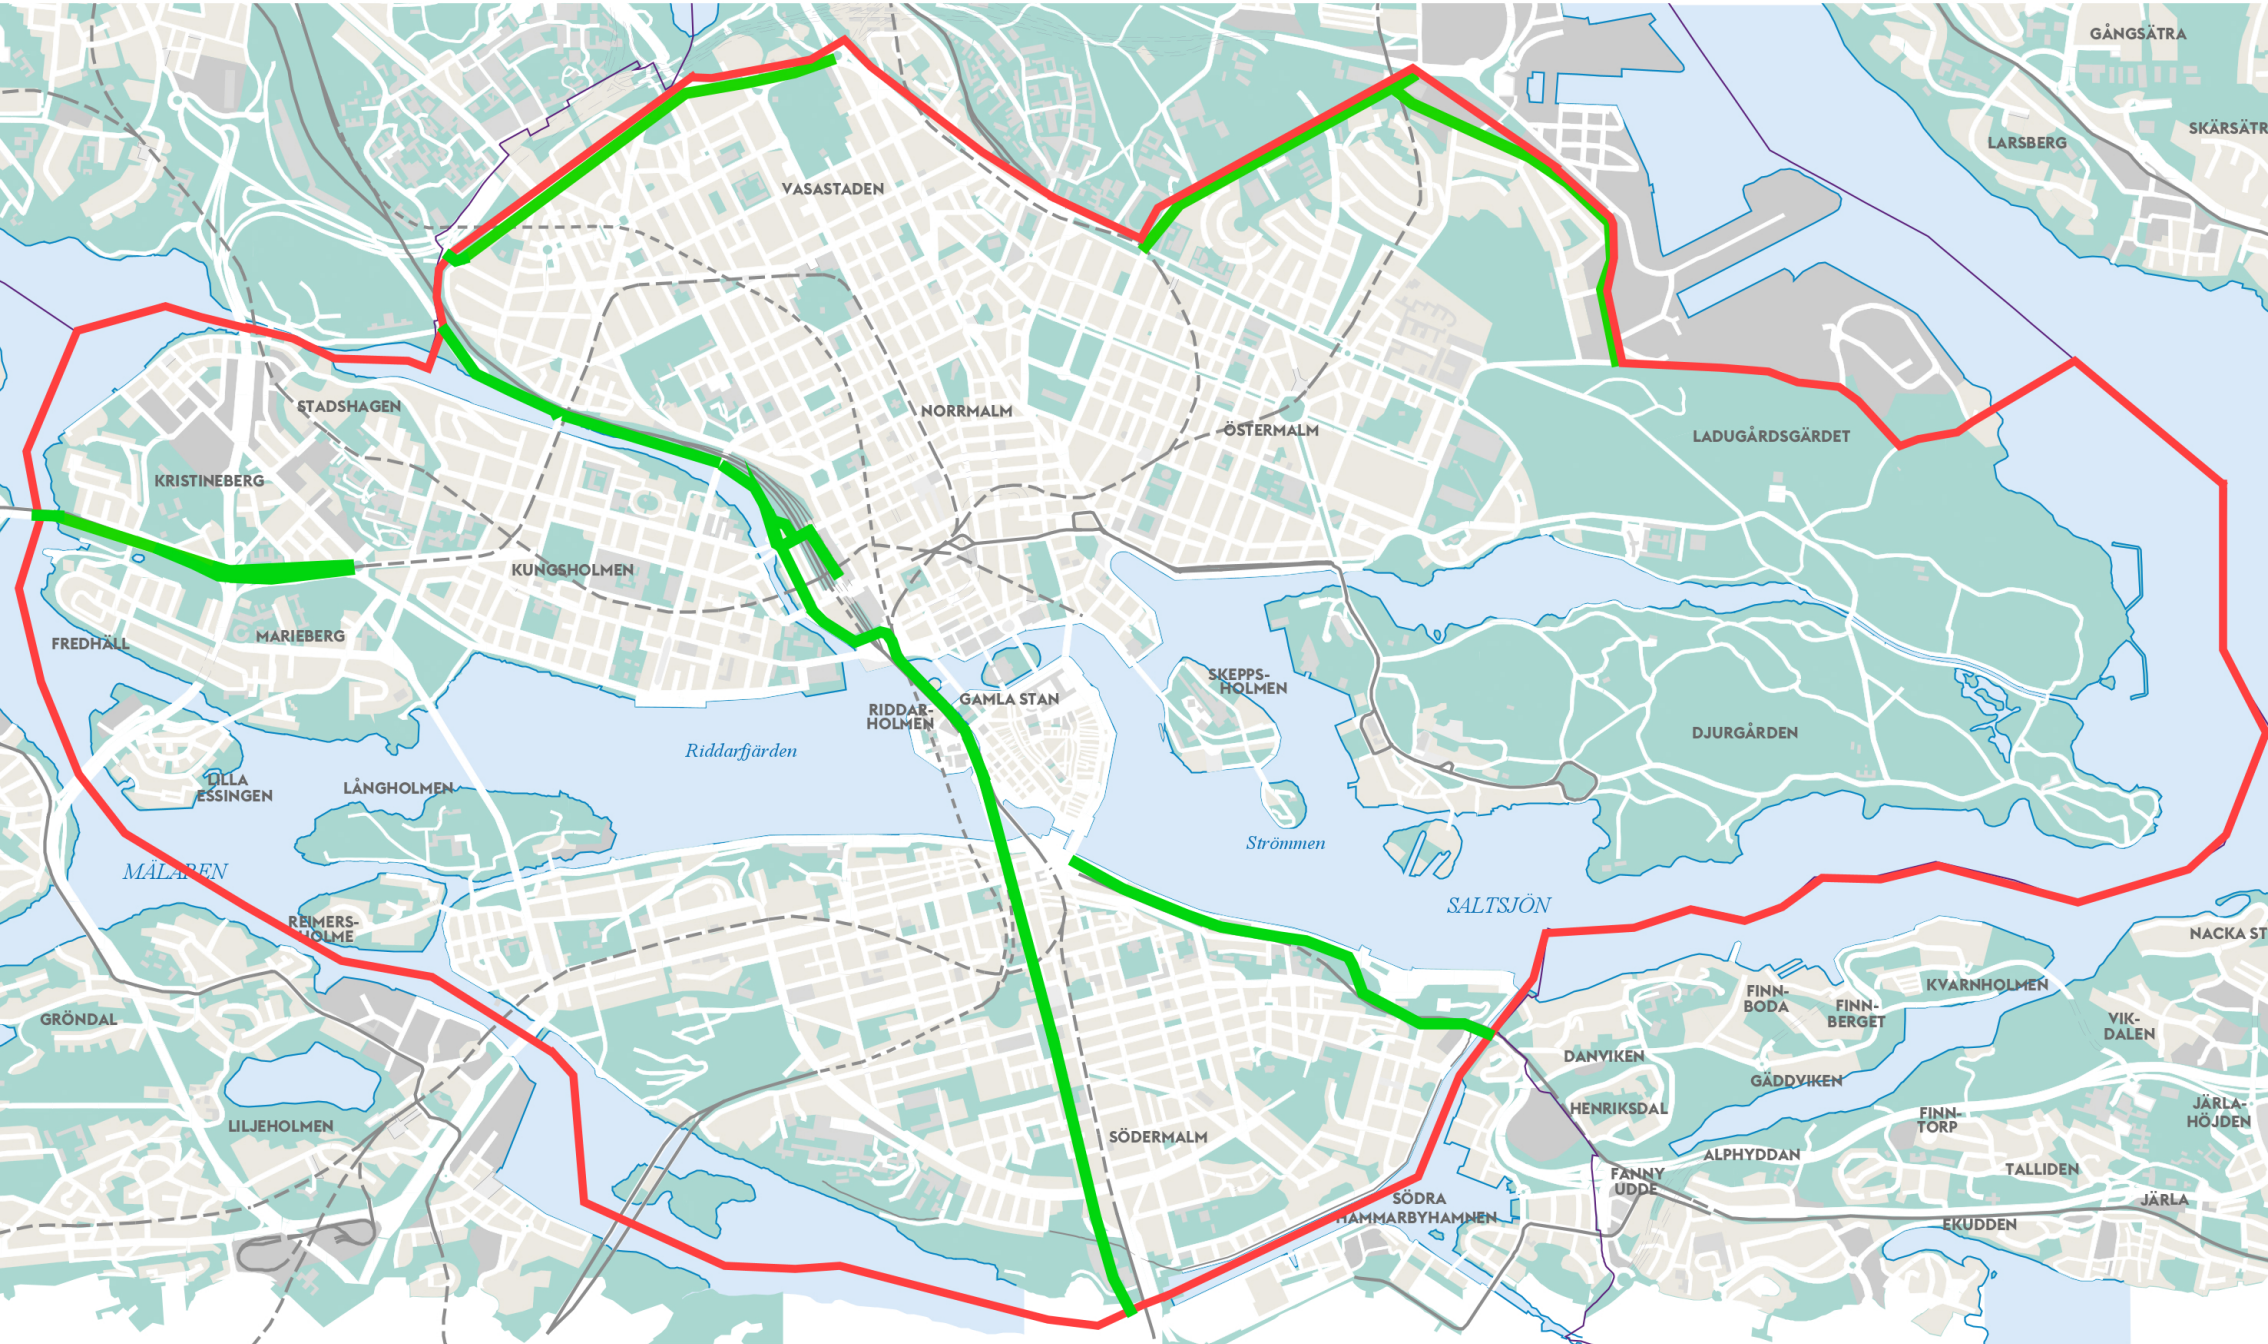 GÅNGSÄTRA
SKÄRSÄTR
LARSBERG
VASASTADEN
STADSHAGEN
NORRMALM
ÖSTERMALM
LADUGÅRDSGÄRDET
KRISTINEBERG
KUNGSHOLMEN
FREDHÄLL
MARIEBERG
SKEPPS-
HOLMEN
GAMLA STAN
RIDDAR-
HOLMEN
DJURGÅRDEN
Riddarfjärden
LILLA
ESSINGEN
LÅNGHOLMEN
Strömmen
MÄLAREN
SALTSJÖN
REIMERS-
HOLME
NACKA ST
KVARNHOLMEN
FINN-
BODA
FINN-
BERGET
GRÖNDAL
VIK-
DALEN
DANVIKEN
GÄDDVIKEN
HENRIKSDAL
JÄRLA-
HÖJDEN
FINN-
TORP
LILJEHOLMEN
SÖDERMALM
ALPHYDDAN
TALLIDEN
FANNY
UDDE
SÖDRA
HAMMARBYHAMNEN
JÄRLA
EKUDDEN